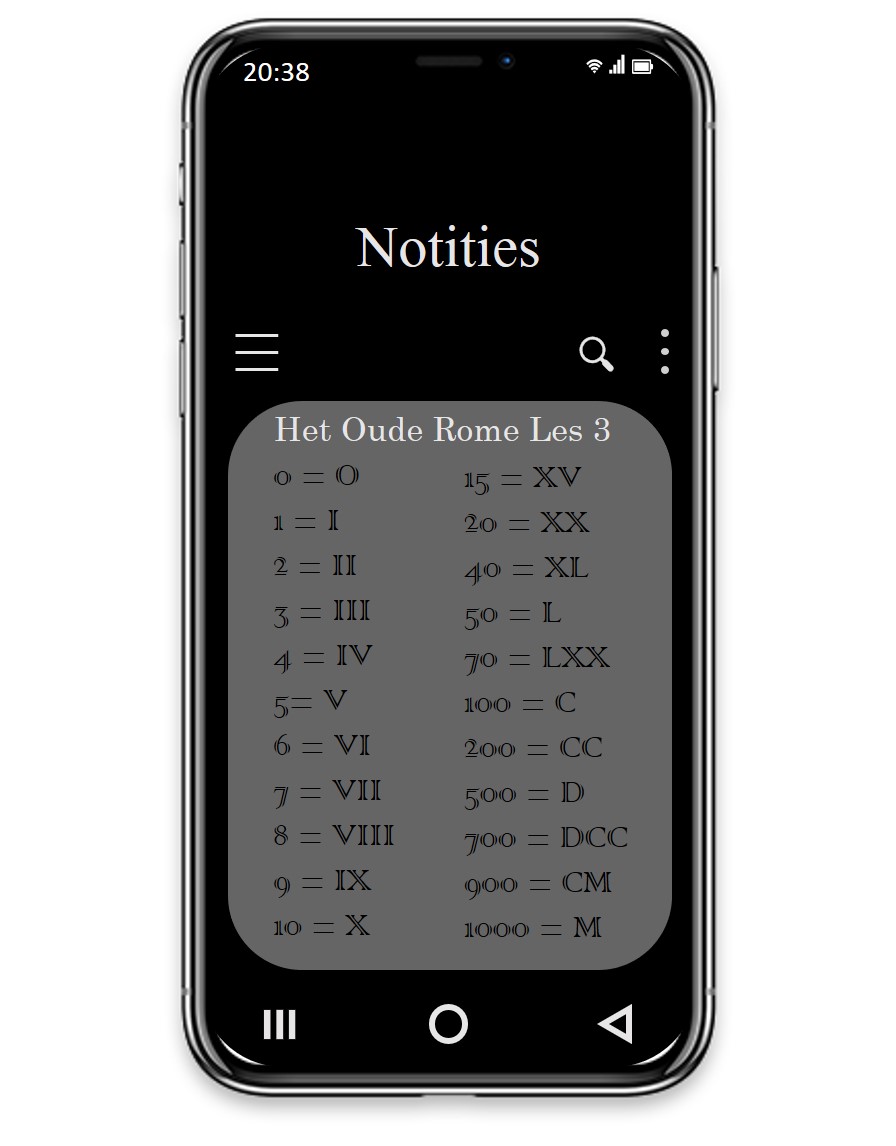 20:38
Notities
Het Oude Rome Les 3
0 = O
1 = I
2 = II
3 = III
4 = IV
5= V
6 = VI
7 = VII
8 = VIII
9 = IX
10 = X
15 = XV
20 = XX
40 = XL
50 = L
70 = LXX
100 = C
200 = CC
500 = D
700 = DCC
900 = CM
1000 = M